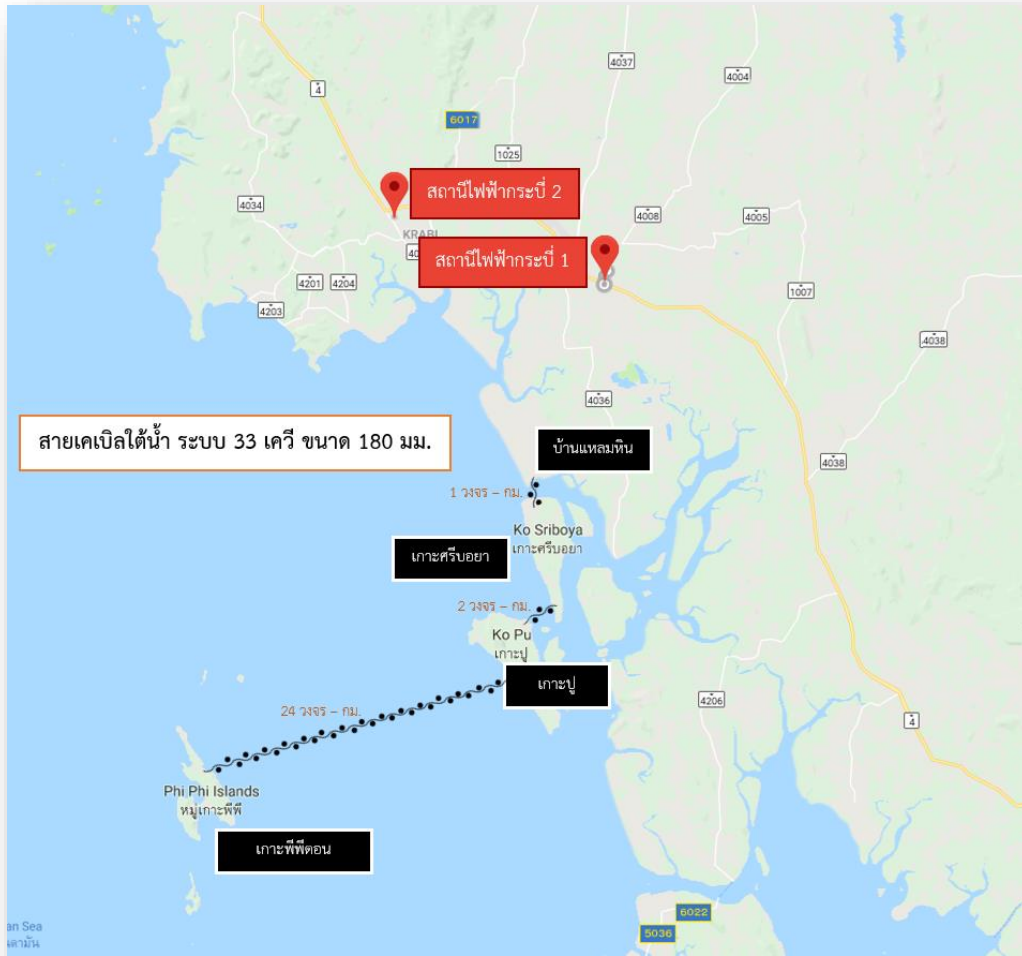 4037
4004
4
6017
1025
สถานีไฟฟ้ากระบี่ 2
4034
4008
4005
KRABI
สถานีไฟฟ้ากระบี่ 1
4201
4204
1007
4203
4038
4036
สายเคเบิลใต้น้ำ ระบบ 33 เควี ขนาด 180 มม.
บ้านแหลมหิน
4038
1 วงจร – กม.
Ko Sriboya
เกาะศรีบอยา
เกาะศรีบอยา
2 วงจร – กม.
Ko Pu
เกาะปู
เกาะปู
4206
24 วงจร – กม.
4
Phi Phi Islands
หมู่เกาะพีพี
เกาะพีพีดอน
6022
5036
an Sea